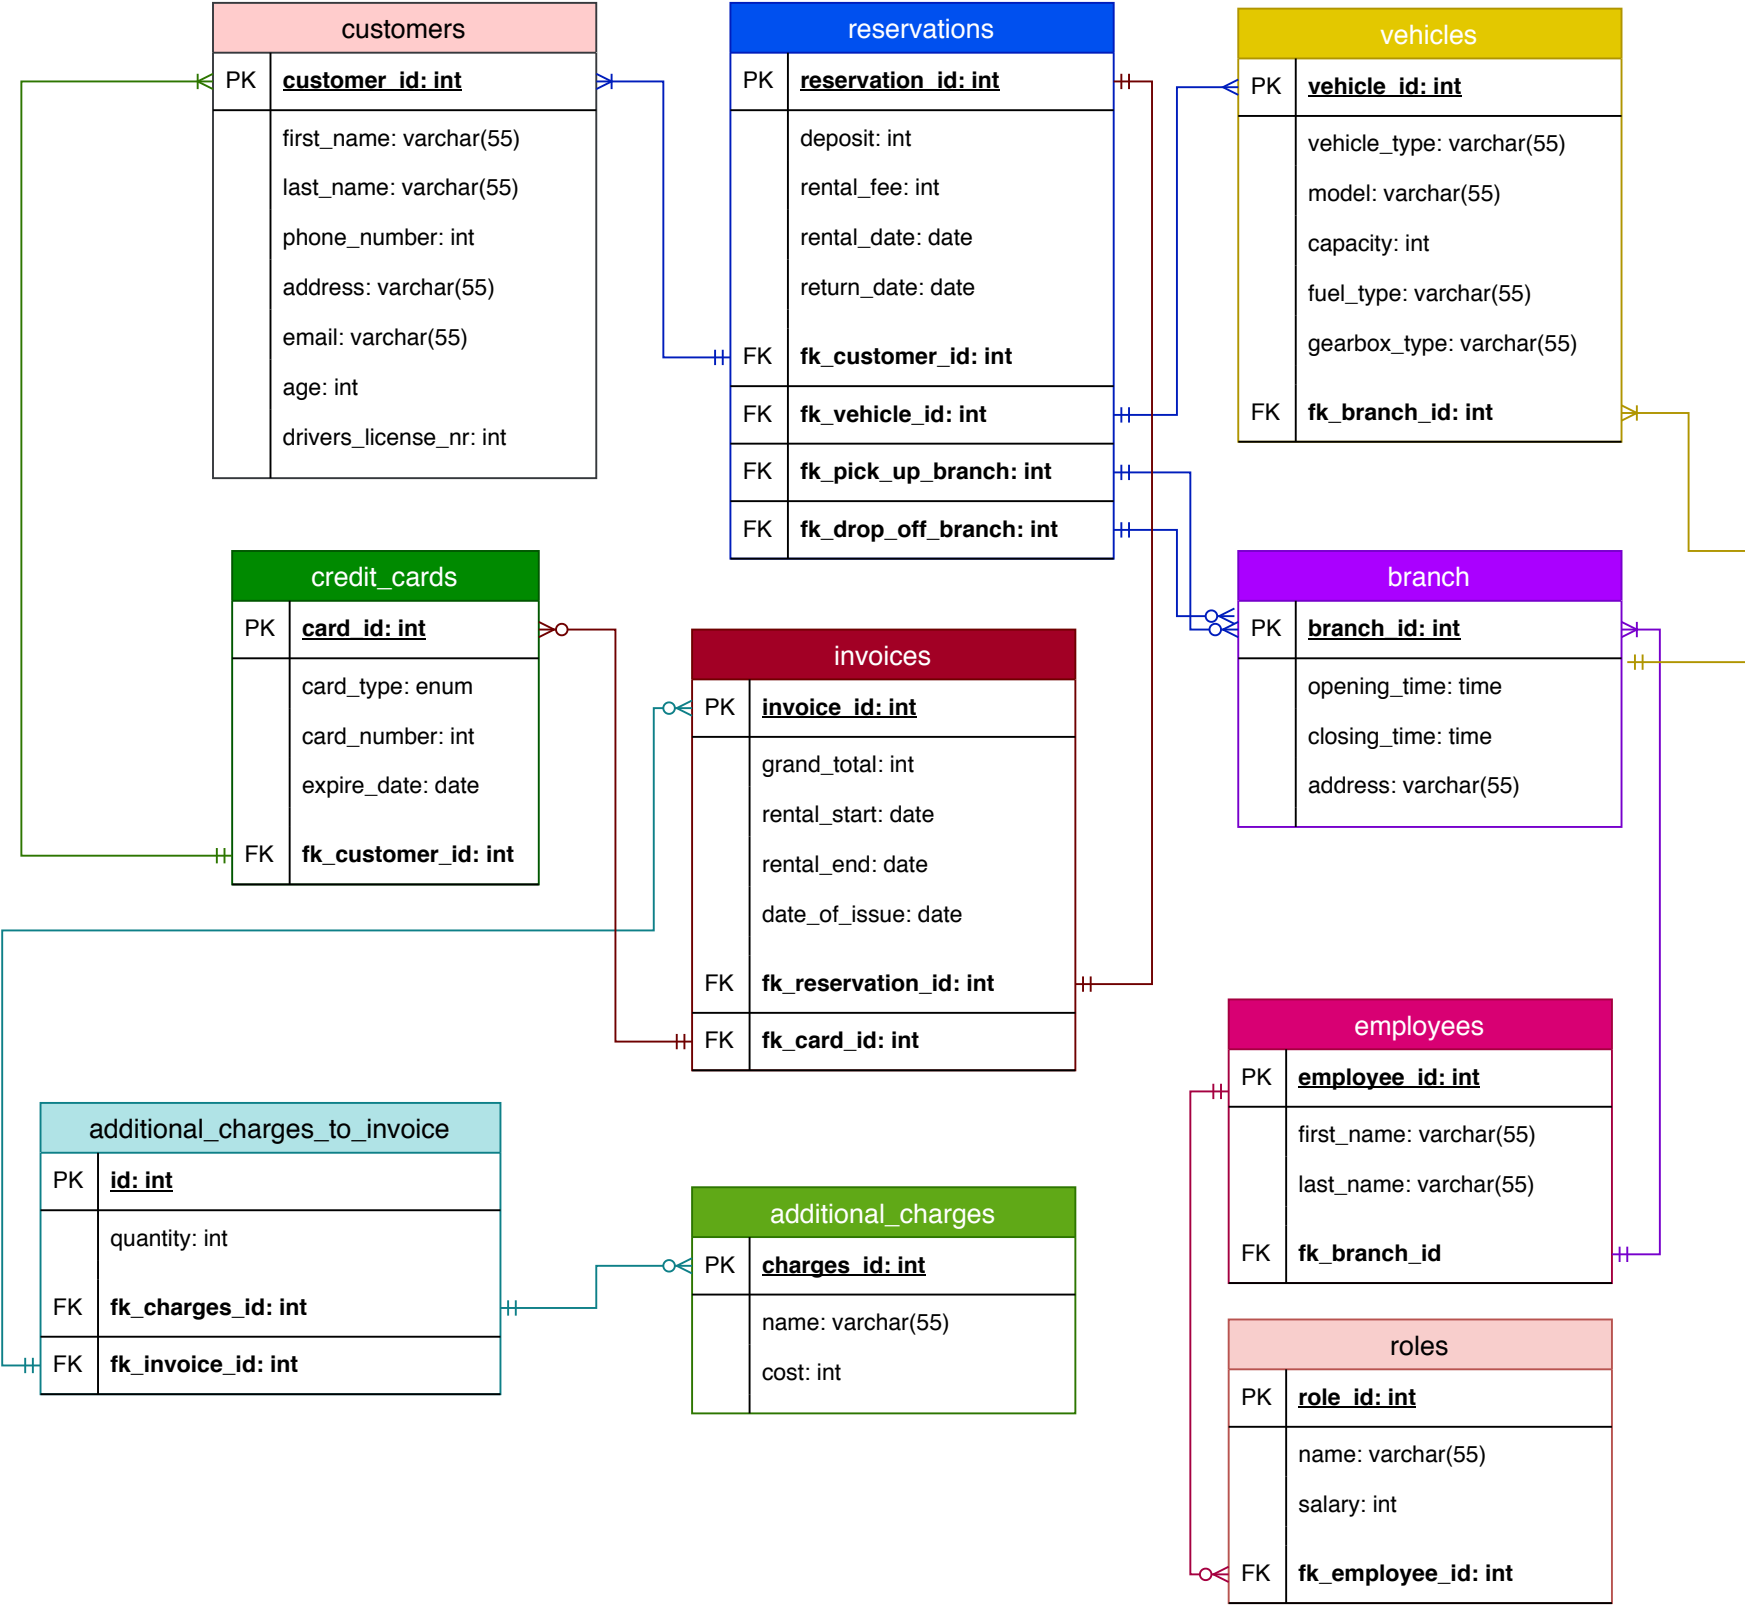 customers
PK customer_id: int
first_name: varchar(55)
last_name: varchar(55)
phone_number: int
address: varchar(55)
email: varchar(55)
age: int
drivers_license_nr: int
reservations
PK reservation_id: int
deposit: int
rental_fee: int
rental_date: date
return_date: date
FK fk_customer_id: int
FK fk_vehicle_id: int
FK fk_pick_up_branch: int
FK fk_drop_off_branch: int
vehicles
PK vehicle_id: int
vehicle_type: varchar(55)
model: varchar(55)
capacity: int
fuel_type: varchar(55)
gearbox_type: varchar(55)
FK fk_branch_id: int
credit_cards
PK card_id: int
card_type: enum
card_number: int
expire_date: date
FK fk_customer_id: int
invoices
PK invoice_id: int
grand_total: int
rental_start: date
rental_end: date
date_of_issue: date
FK fk_reservation_id: int
FK fk_card_id: int
branch
PK branch_id: int
opening_time: time
closing_time: time
address: varchar(55)
employees
PK employee_id: int
first_name: varchar(55)
last_name: varchar(55)
FK fk_branch_id
additional_charges_to_invoice
PK id: int
quantity: int
FK fk_charges_id: int
FK fk_invoice_id: int
additional_charges
PK charges_id: int
name: varchar(55)
cost: int
roles
PK role_id: int
name: varchar(55)
salary: int
FK fk_employee_id: int